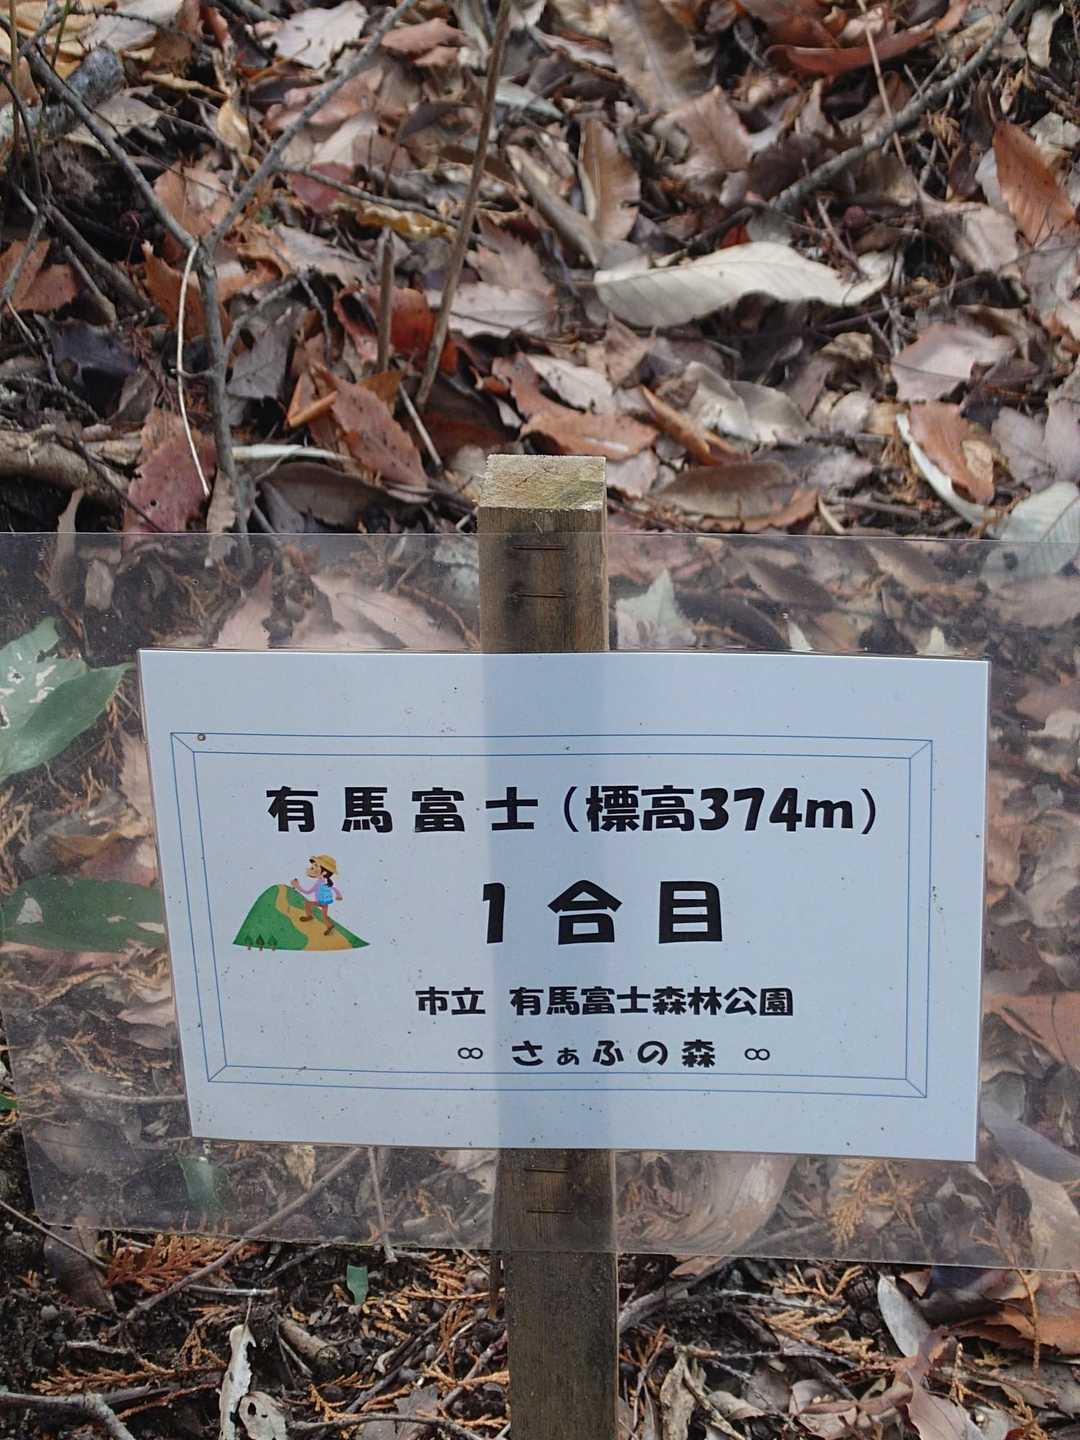 有馬富士（標高374m）
1合目
市立 有馬富士森林公園
∞ さぁふの森 ∞